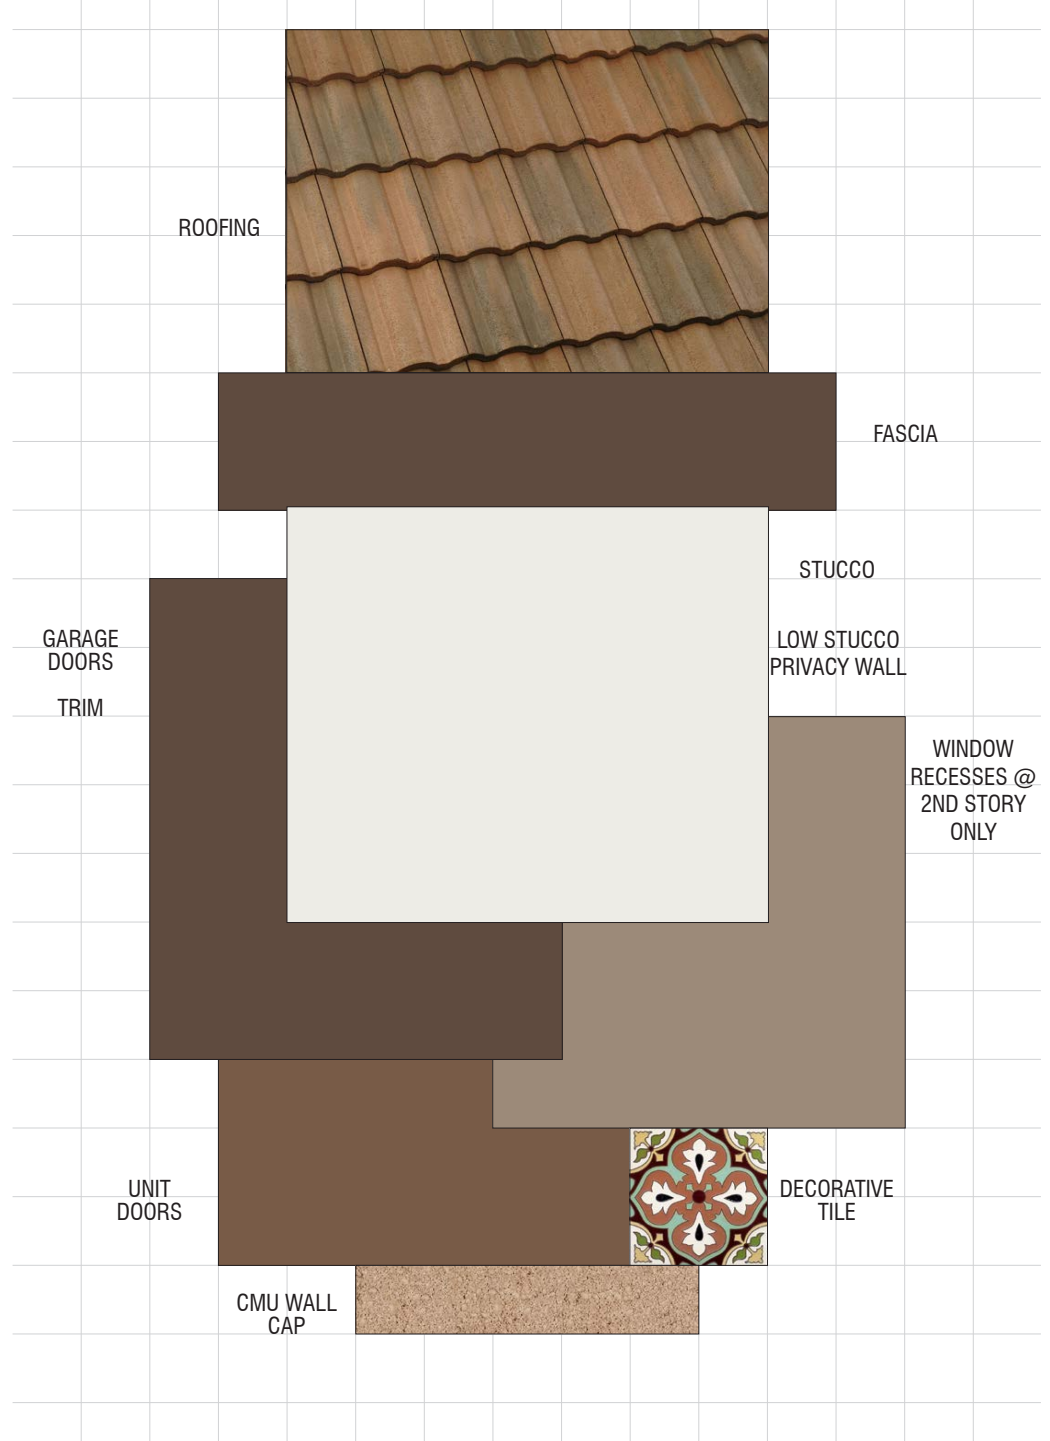 ROOFING
FASCIA
STUCCO
GARAGE
DOORS
TRIM
LOW STUCCO
PRIVACY WALL
WINDOW
RECESSES @
2ND STORY
ONLY
UNIT
DOORS
DECORATIVE
TILE
CMU WALL
CAP